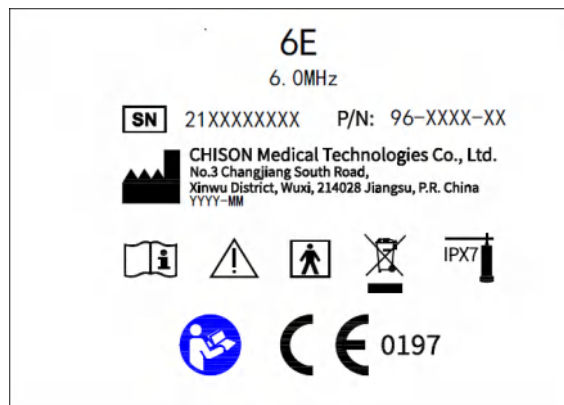 6E
6.0MHz
SN 21XXXXXXXX P/N: 96-XXXX-XX
CHISON Medical Technologies Co., Ltd.
No.3 Changjiang South Road,
Xinwu District, Wuxi, 214028 Jiangsu, P.R. China
YYYY-MM
IPX7
CE 0197